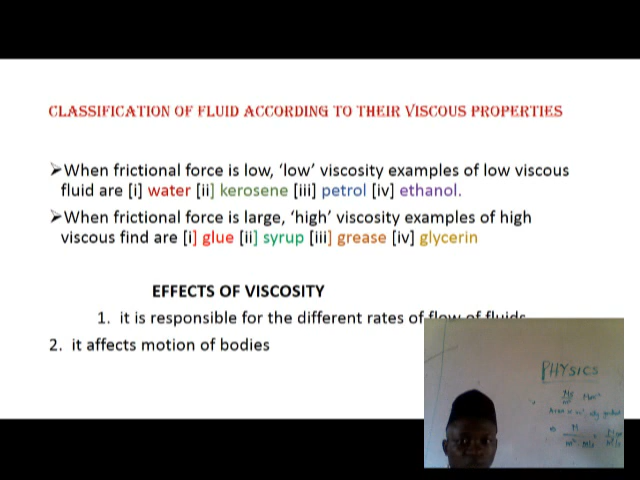 CLASSIFICATION OF FLUID ACCORDING TO THEIR VISCOUS PROPERTIES
➢When frictional force is low, ‘low’ viscosity examples of low viscous
fluid are [i] water [ii] kerosene [iii] petrol [iv] ethanol.
➢When frictional force is large, ‘high’ viscosity examples of high
viscous find are [i] glue [ii] syrup [iii] grease [iv] glycerin
EFFECTS OF VISCOSITY
1. it is responsible for the different rates of flow of fluids
2. it affects motion of bodies
PHYSICS